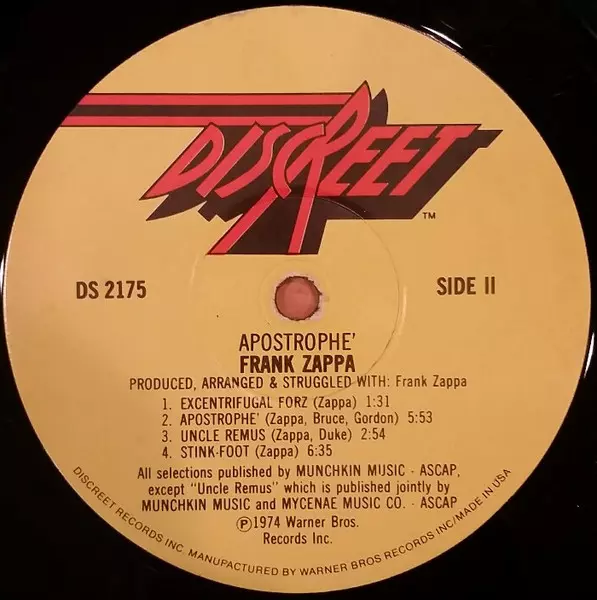 DISCREET
TM
DS 2175
SIDE II
APOSTROPHE'
FRANK ZAPPA
PRODUCED, ARRANGED & STRUGGLED WITH: Frank Zappa
1. EXCENTRIFUGAL FORZ (Zappa) 1:31
2. APOSTROPHE' (Zappa, Bruce, Gordon) 5:53
3. UNCLE REMUS (Zappa, Duke) 2:54
4. STINK-FOOT (Zappa) 6:35
All selections published by MUNCHKIN MUSIC - ASCAP,
except "Uncle Remus" which is published jointly by
MUNCHKIN MUSIC and MYCENAE MUSIC CO. - ASCAP
℗1974 Warner Bros.
Records Inc.
DISCREET RECORDS INC. MANUFACTURED BY WARNER BROS RECORDS INC/MADE IN USA